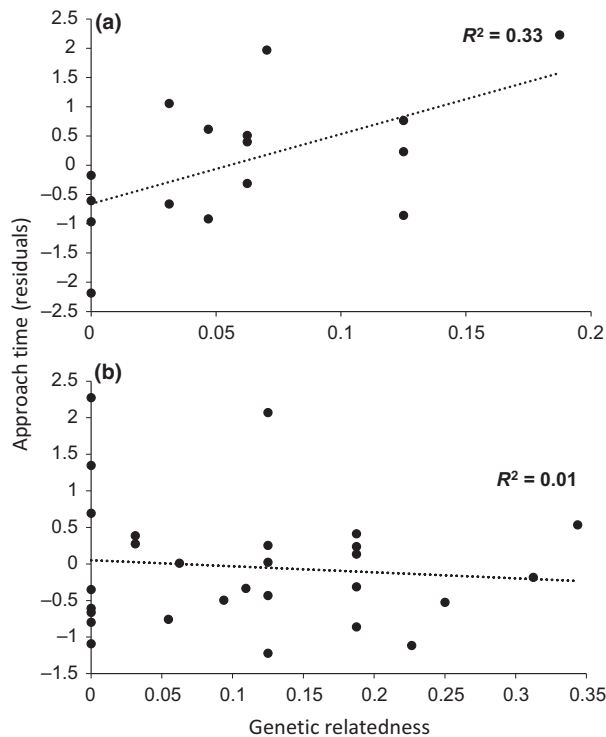 (a)
R² = 0.33
2.5
2
1.5
1
0.5
0
–0.5
–1
–1.5
–2
–2.5
0 0.05 0.1 0.15 0.2
Approach time (residuals)
(b)
R² = 0.01
2.5
2
1.5
1
0.5
0
–0.5
–1
–1.5
0 0.05 0.1 0.15 0.2 0.25 0.3 0.35
Genetic relatedness